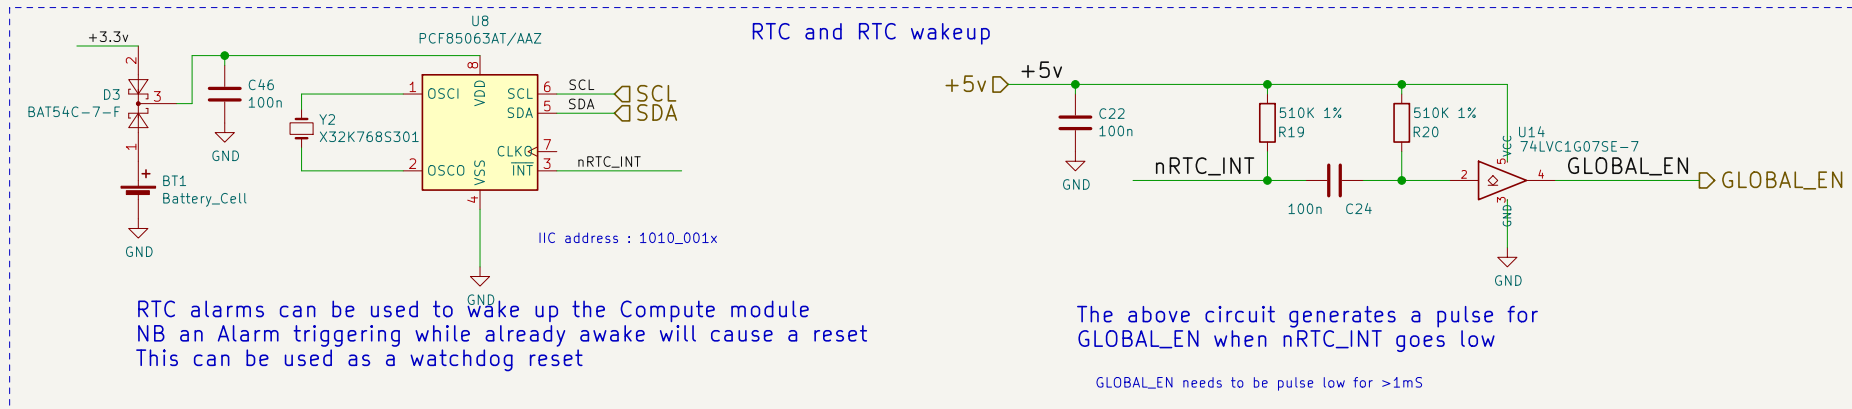 RTC and RTC wakeup
+3.3v
2
D3
BAT54C-7-F
3
1
+
BT1
Battery_Cell
GND
C46
100n
GND
U8
PCF85063AT/AAZ
8
VDD
1
OSCI
SCL
6
SCL
SCL
SDA
5
SDA
SDA
Y2
X32K768S301
CLKO
7
2
OSCO
INT
3
nRTC_INT
VSS
4
GND
IIC address : 1010_001x
RTC alarms can be used to wake up the Compute module
NB an Alarm triggering while already awake will cause a reset
This can be used as a watchdog reset
+5v
+5v
C22
100n
GND
510K 1%
R19
510K 1%
R20
U14
74LVC1G07SE-7
5
VCC
nRTC_INT
100n
C24
2
4
3
GND
GLOBAL_EN
GLOBAL_EN
GND
The above circuit generates a pulse for
GLOBAL_EN when nRTC_INT goes low
GLOBAL_EN needs to be pulse low for >1mS